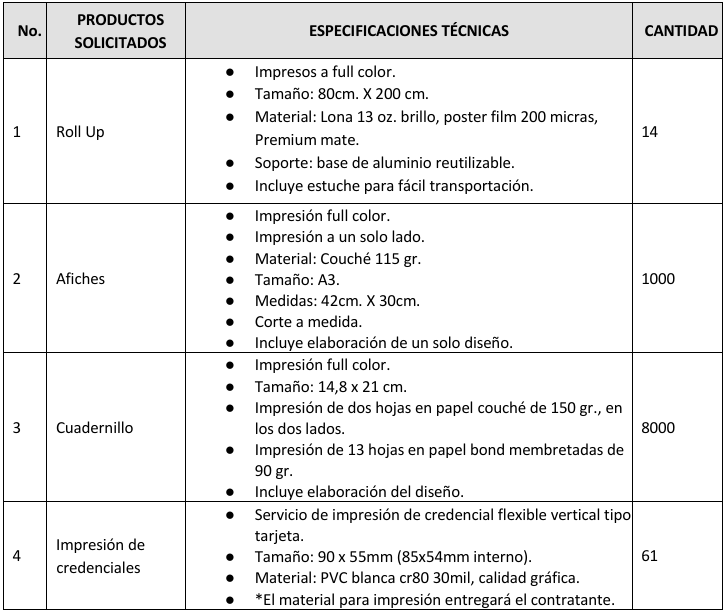 No.
PRODUCTOS
SOLICITADOS
ESPECIFICACIONES TÉCNICAS
CANTIDAD
1
Roll Up
● Impresos a full color.
● Tamaño: 80cm. X 200 cm.
● Material: Lona 13 oz. brillo, poster film 200 micras,
Premium mate.
● Soporte: base de aluminio reutilizable.
● Incluye estuche para fácil transportación.
14
2
Afiches
● Impresión full color.
● Impresión a un solo lado.
● Material: Couché 115 gr.
● Tamaño: A3.
● Medidas: 42cm. X 30cm.
● Corte a medida.
● Incluye elaboración de un solo diseño.
1000
3
Cuadernillo
● Impresión full color.
● Tamaño: 14,8 x 21 cm.
● Impresión de dos hojas en papel couché de 150 gr., en
los dos lados.
● Impresión de 13 hojas en papel bond membretadas de
90 gr.
● Incluye elaboración del diseño.
8000
4
Impresión de
credenciales
● Servicio de impresión de credencial flexible vertical tipo
tarjeta.
● Tamaño: 90 x 55mm (85x54mm interno).
● Material: PVC blanca cr80 30mil, calidad gráfica.
● *El material para impresión entregará el contratante.
61